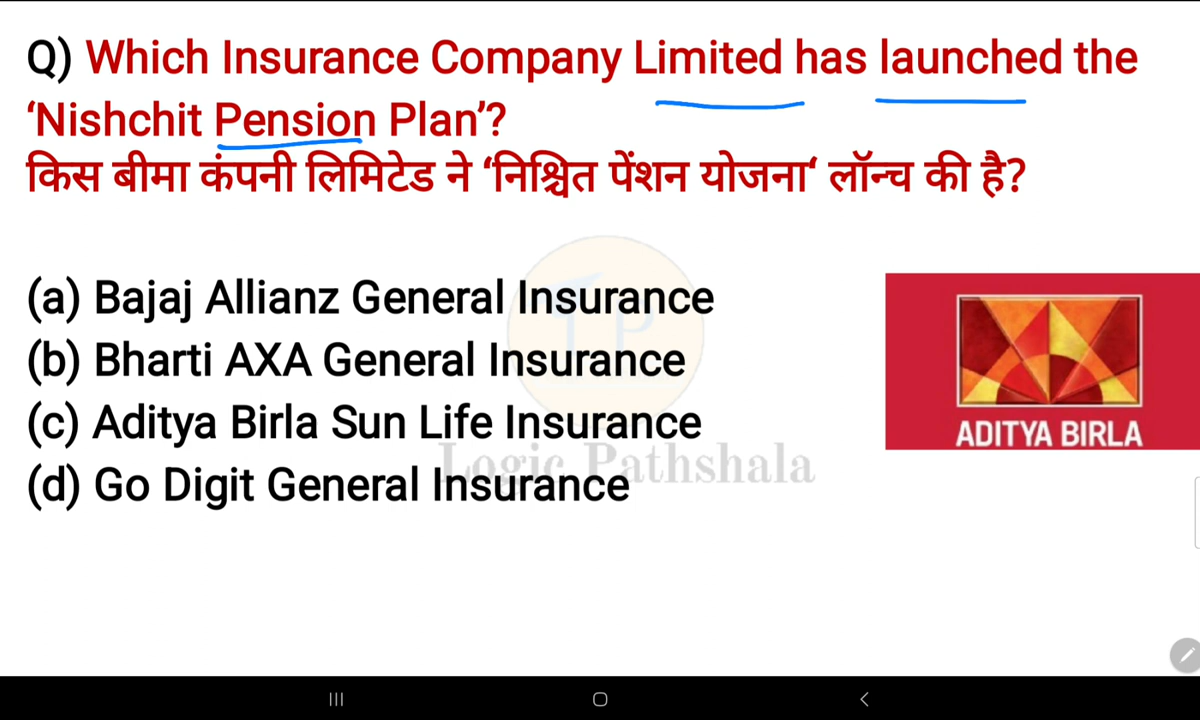 Q) Which Insurance Company Limited has launched the
‘Nishchit Pension Plan’?
किस बीमा कंपनी लिमिटेड ने ‘निश्चित पेंशन योजना‘ लॉन्च की है?
(a) Bajaj Allianz General Insurance
(b) Bharti AXA General Insurance
(c) Aditya Birla Sun Life Insurance
(d) Go Digit General Insurance
ADITYA BIRLA
TP
Logic Pathshala